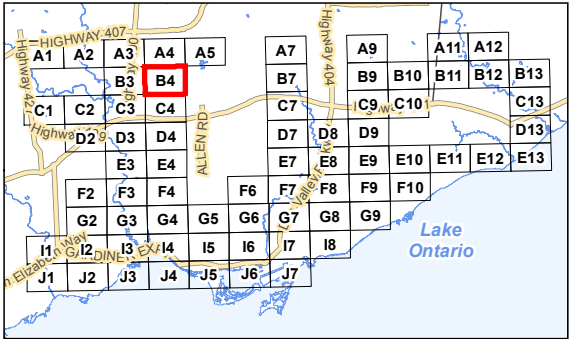 HIGHWAY 407
Highway 404
A1 A2 A3 A4 A5 A7 A9 A11 A12
B3 B4 B7 B9 B10 B11 B12 B13
C1 C2 C3 C4 C7 C9 C10 C13
D2 D3 D4 D7 D8 D9 D13
ALLEN RD
E3 E4 E7 E8 E9 E10 E11 E12 E13
F2 F3 F4 F6 F7 F8 F9 F10
G2 G3 G4 G5 G6 G7 G8 G9
Lake
Ontario
I1 I2 I3 I4 I5 I6 I7 I8
J1 J2 J3 J4 J5 J6 J7